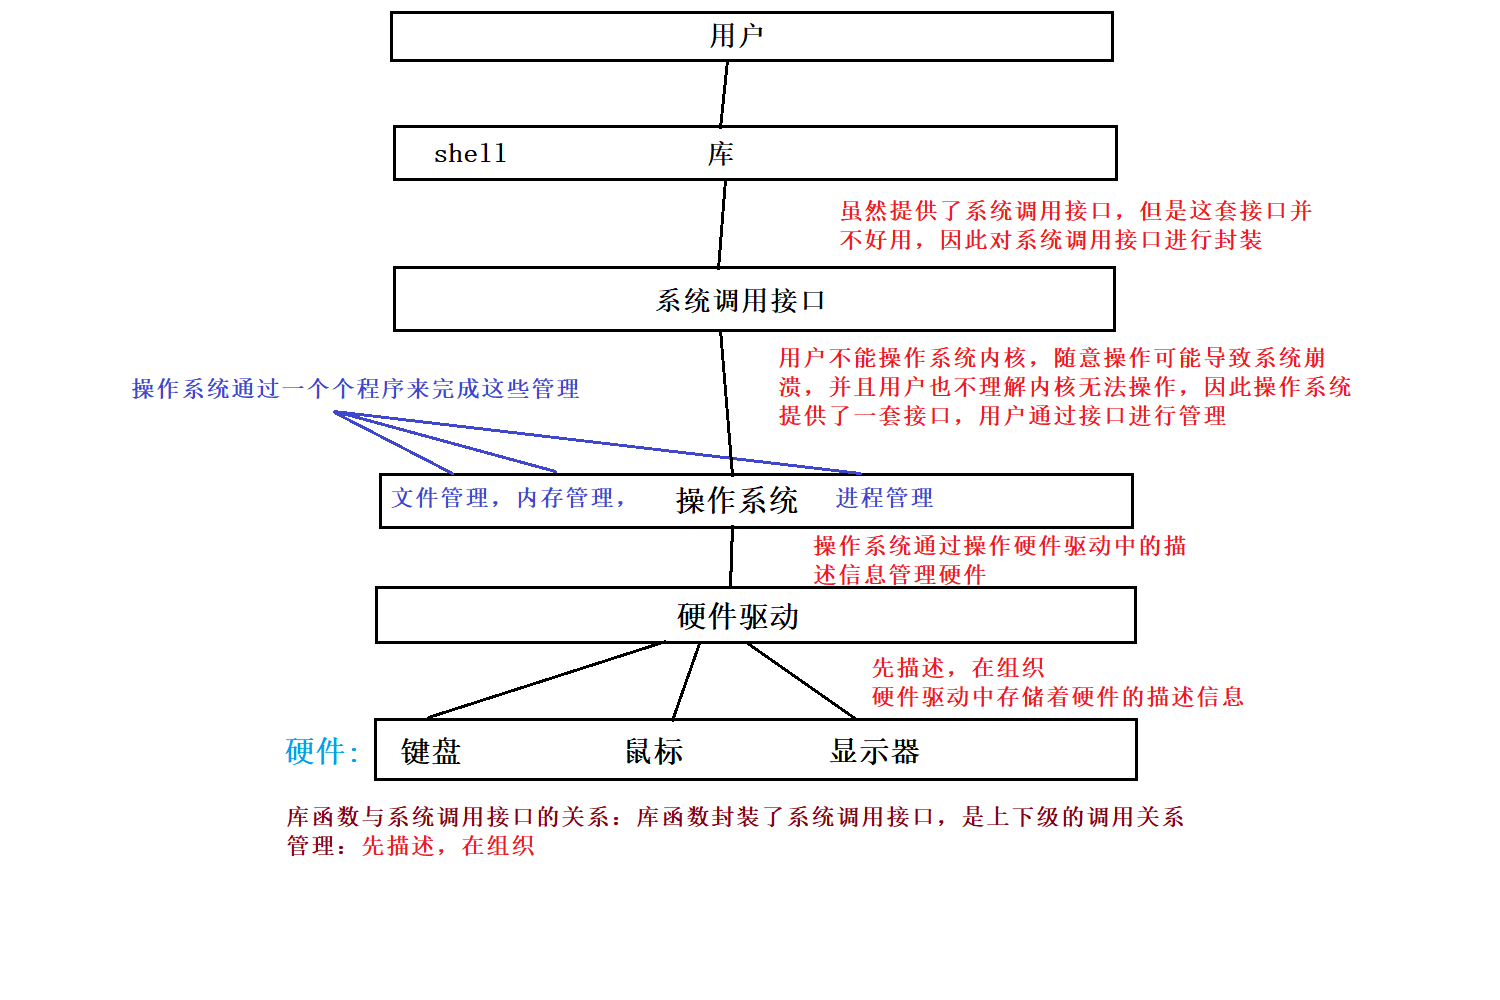 用户
shell 库
虽然提供了系统调用接口，但是这套接口并
不好用，因此对系统调用接口进行封装
系统调用接口
用户不能操作系统内核，随意操作可能导致系统崩
溃，并且用户也不理解内核无法操作，因此操作系统
提供了一套接口，用户通过接口进行管理
操作系统通过一个个程序来完成这些管理
文件管理，内存管理， 操作系统 进程管理
操作系统通过操作硬件驱动中的描
述信息管理硬件
硬件驱动
先描述，在组织
硬件驱动中存储着硬件的描述信息
硬件： 键盘 鼠标 显示器
库函数与系统调用接口的关系：库函数封装了系统调用接口，是上下级的调用关系
管理：先描述，在组织